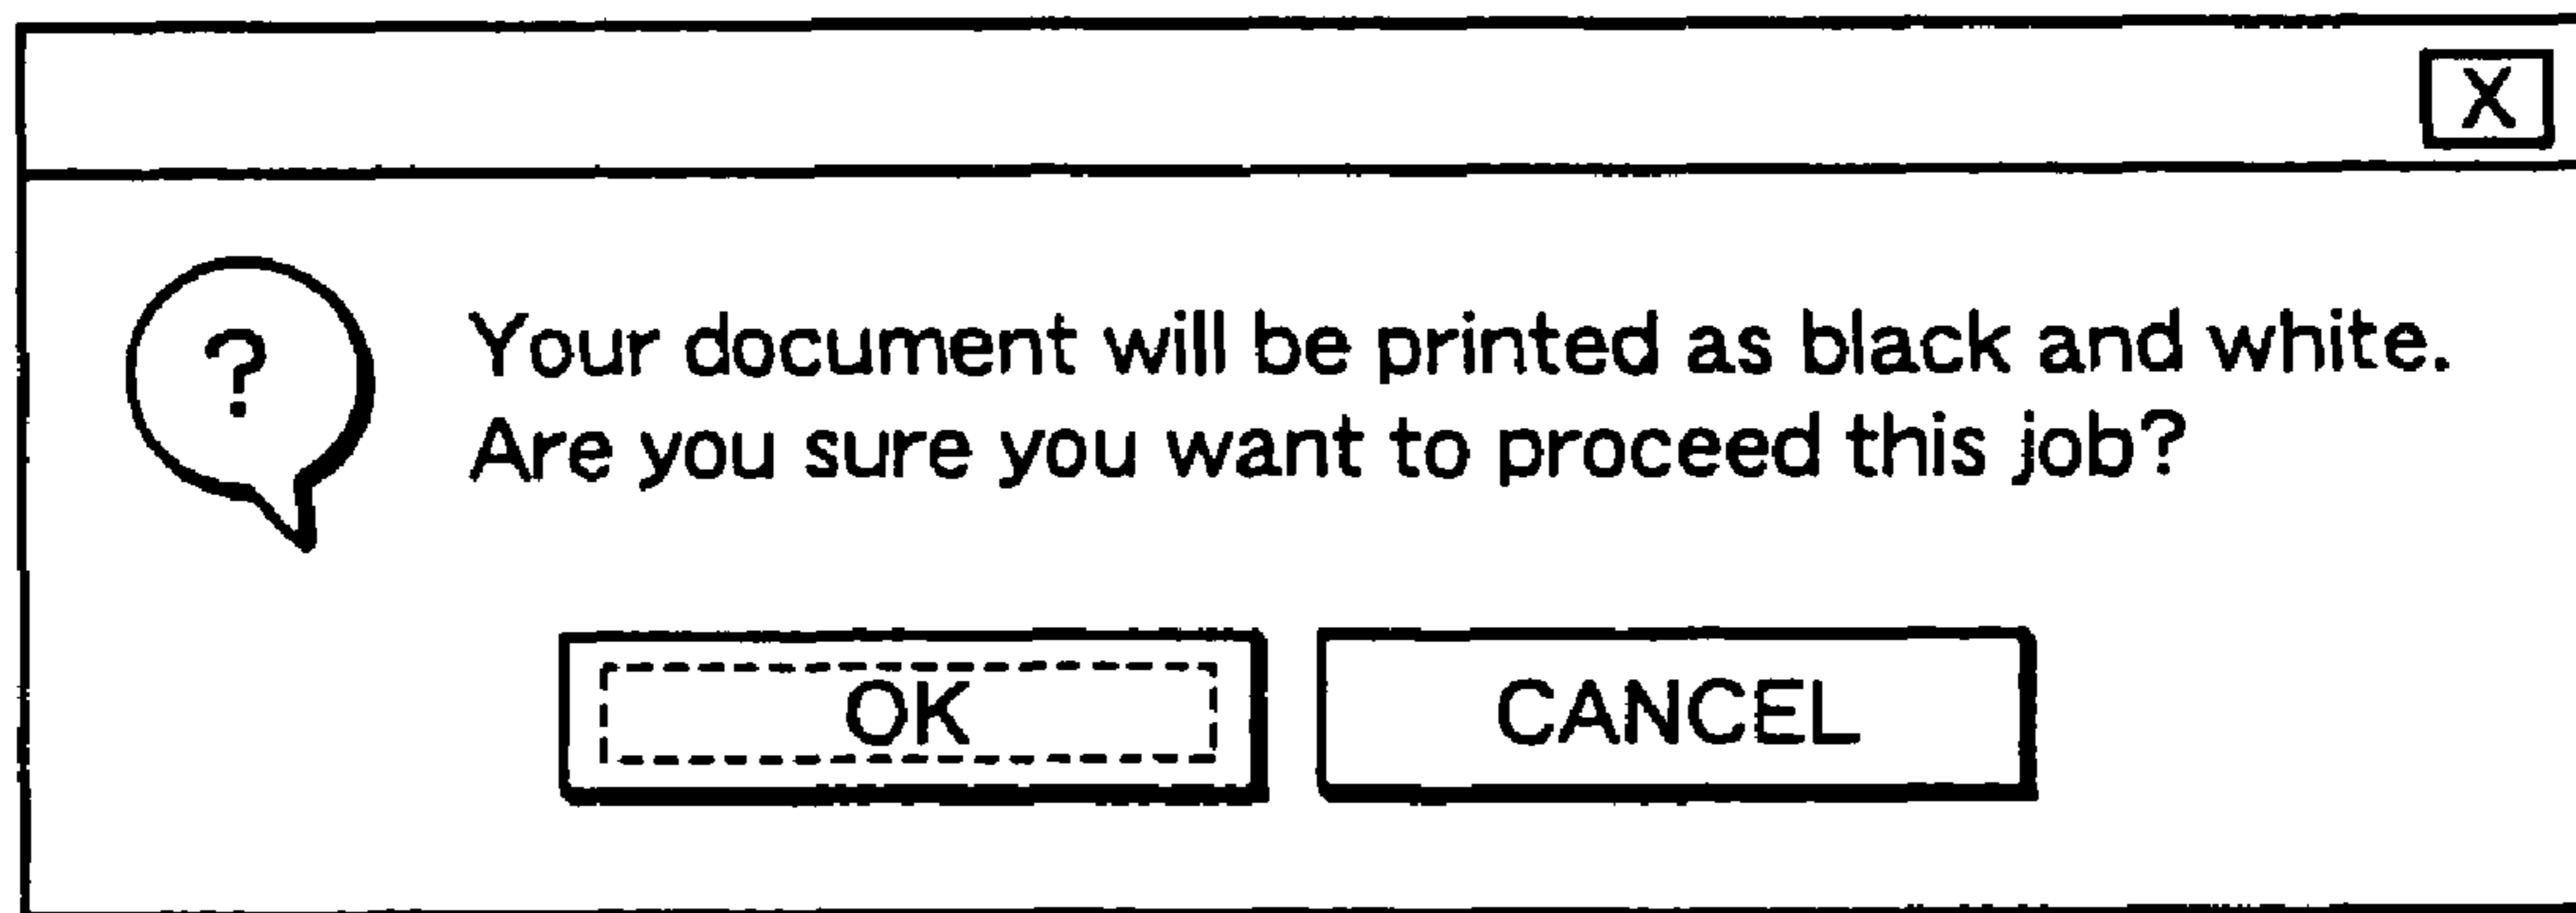 X
?
Your document will be printed as black and white.
Are you sure you want to proceed this job?
OK
CANCEL